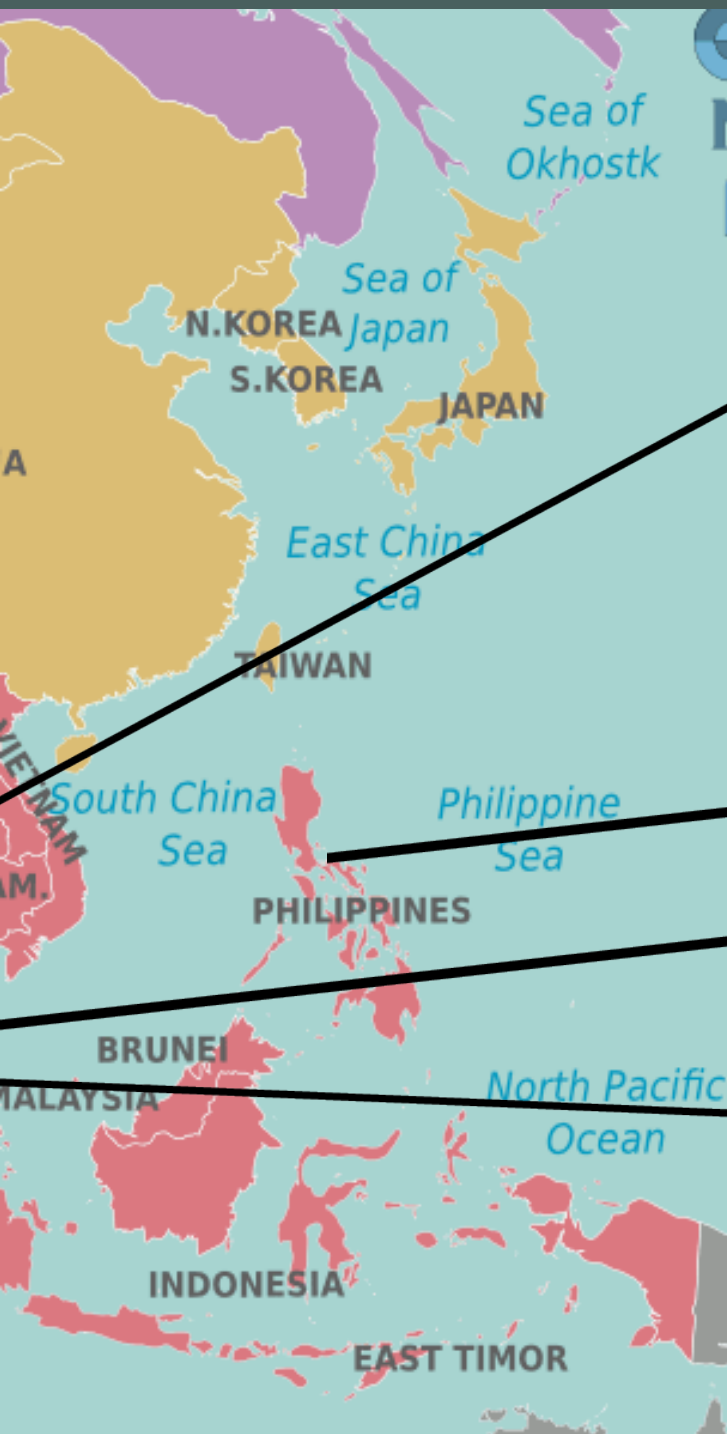 Sea of
Okhostk
Sea of
Japan
N.KOREA
S.KOREA
JAPAN
A
East China
Sea
TAIWAN
VIETNAM
South China
Sea
Philippine
Sea
AM.
PHILIPPINES
BRUNEI
MALAYSIA
North Pacific
Ocean
INDONESIA
EAST TIMOR